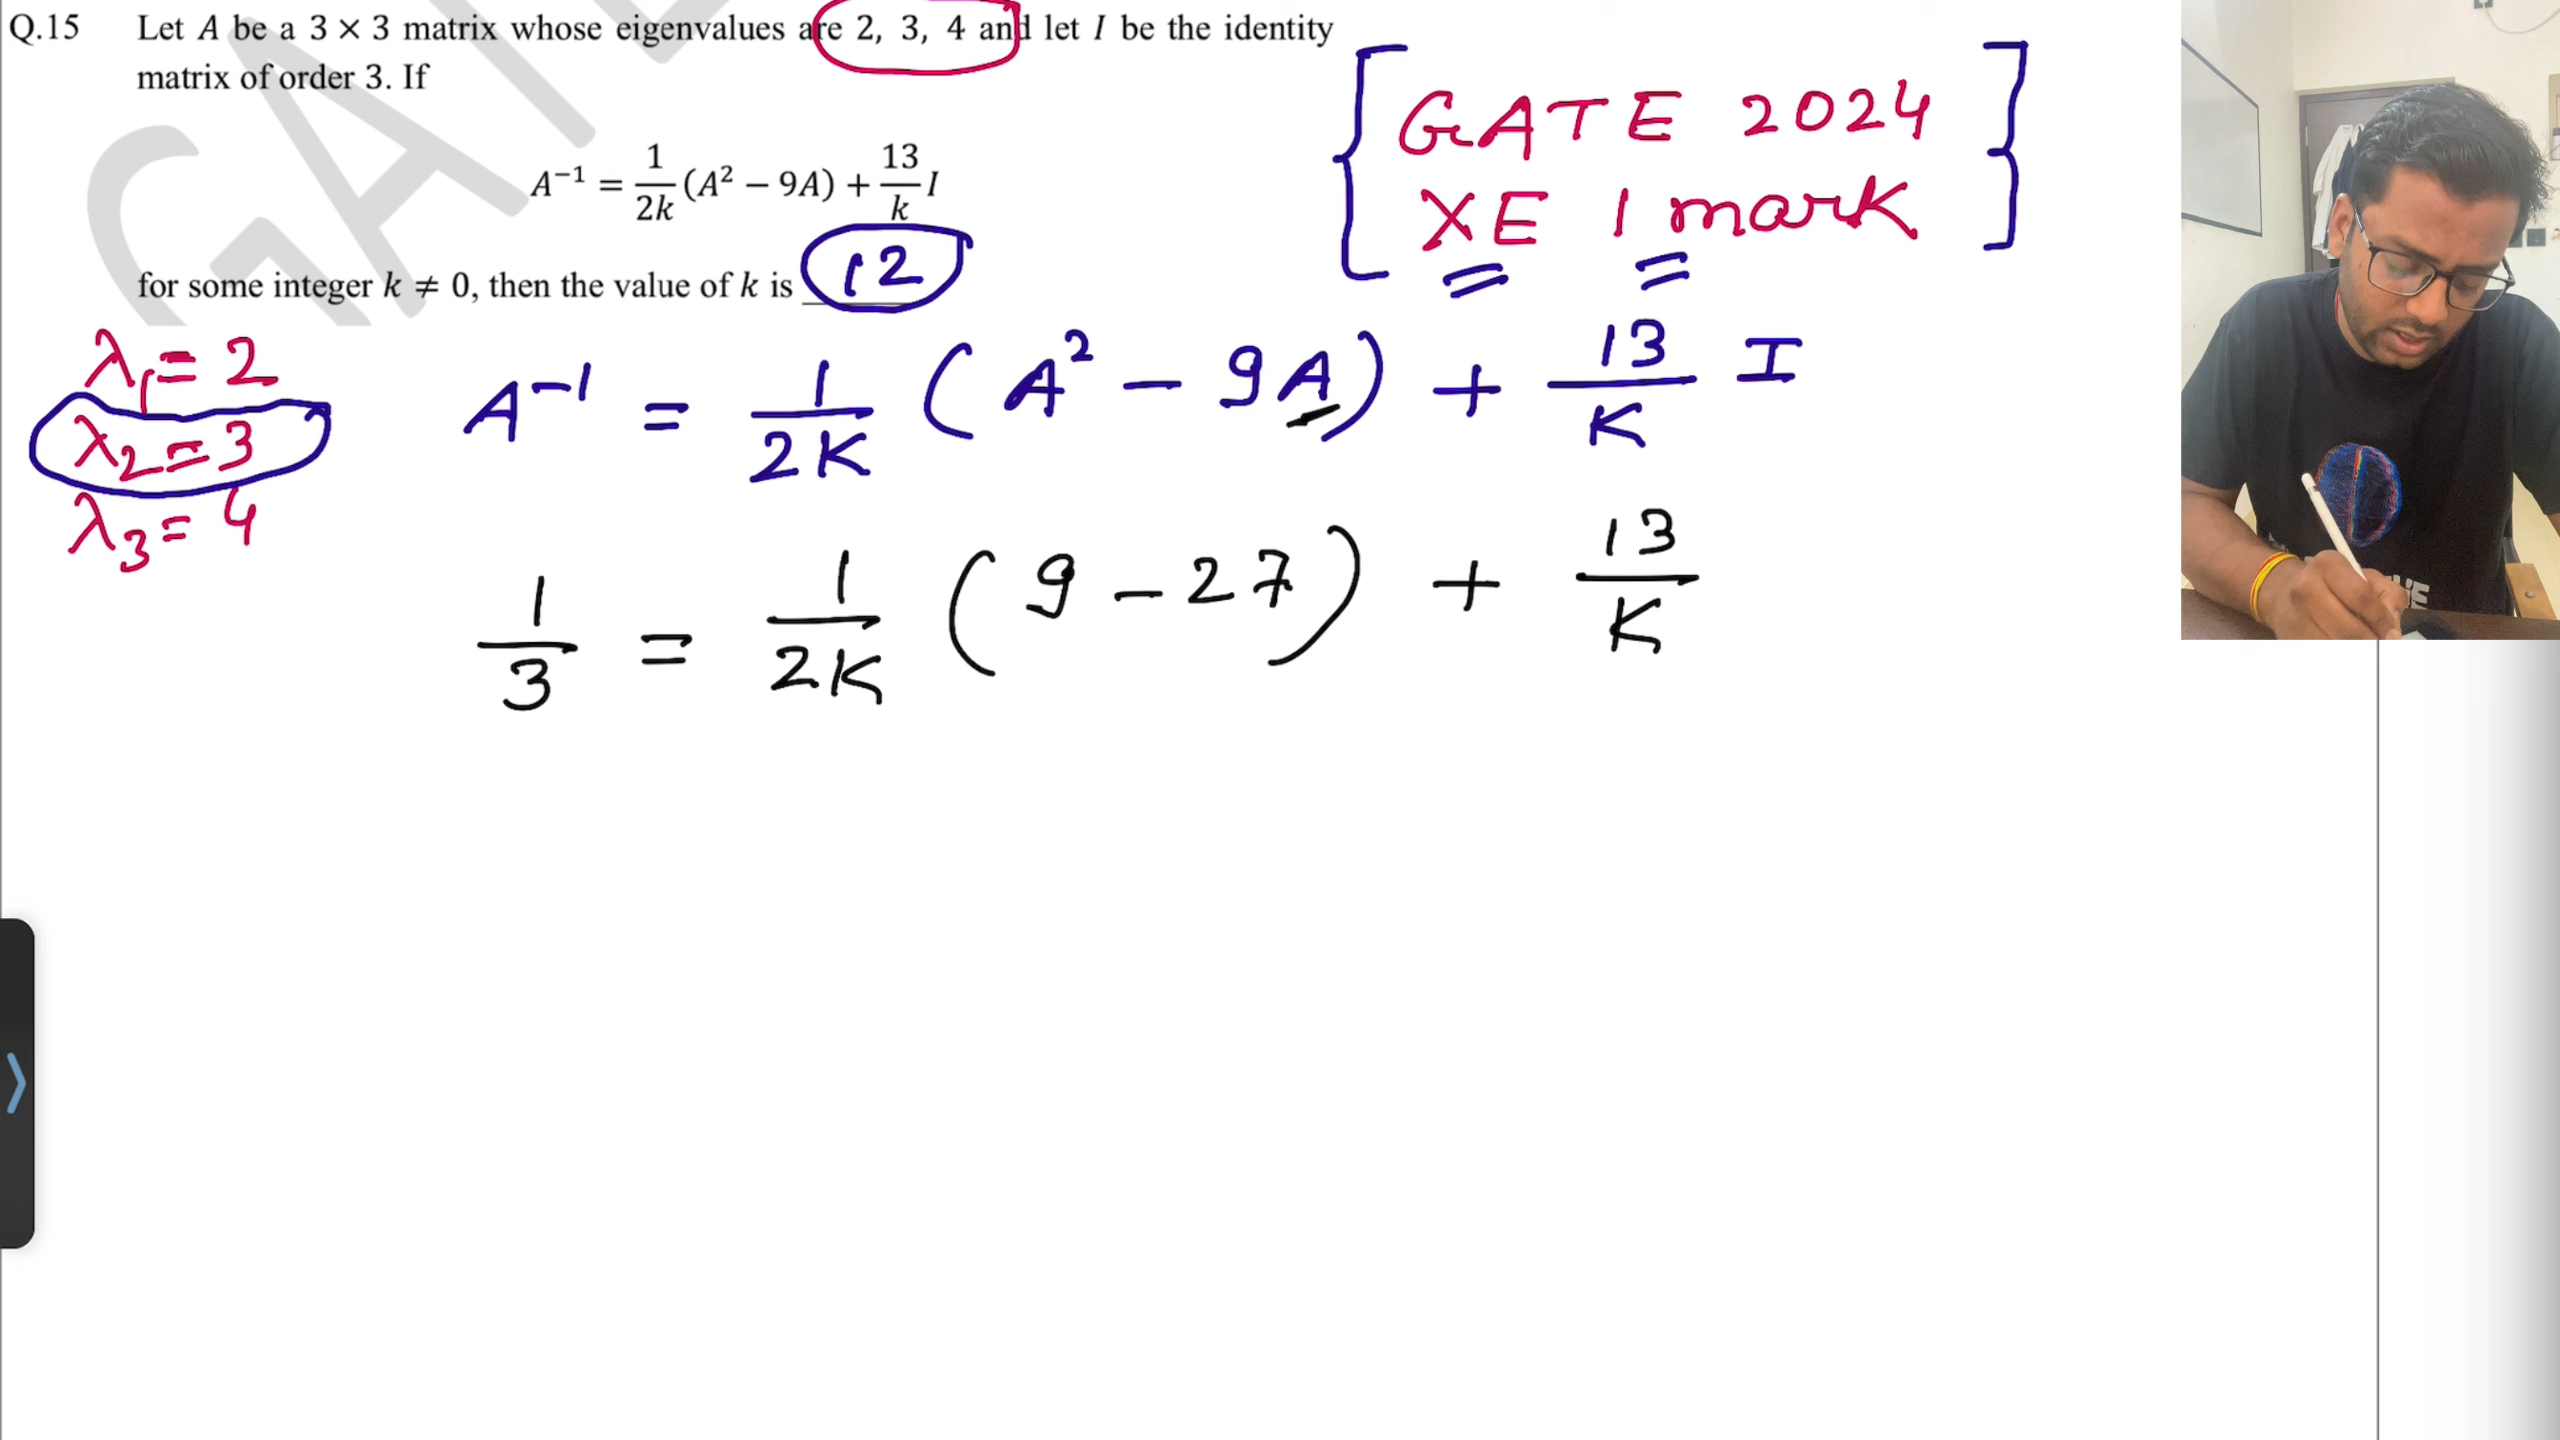 Q.15 Let A be a 3 × 3 matrix whose eigenvalues are 2, 3, 4 and let I be the identity
matrix of order 3. If
A⁻¹ = 1/2k (A² − 9A) + 13/k I
for some integer k ≠ 0, then the value of k is 12
GATE 2024
XE 1 mark
λ₁ = 2
λ₂ = 3
λ₃ = 4
A⁻¹ = 1/2K (A² − 9A) + 13/K I
1/3 = 1/2K (9 − 27) + 13/K